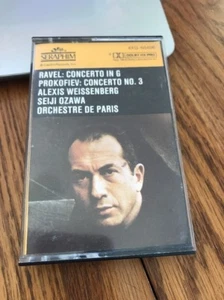 SERAPHIM
RAVEL: CONCERTO IN G
PROKOFIEV: CONCERTO NO. 3
ALEXIS WEISSENBERG
SEIJI OZAWA
ORCHESTRE DE PARIS